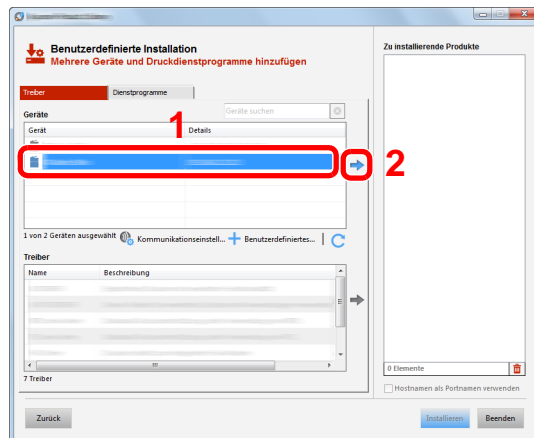 Benutzerdefinierte Installation
Mehrere Geräte und Druckdienstprogramme hinzufügen
Zu installierende Produkte
Treiber
Dienstprogramme
Geräte
Geräte suchen
1
Gerät
Details
2
1 von 2 Geräten ausgewählt
Kommunikationseinstell...
Benutzerdefiniertes...
Treiber
Name
Beschreibung
7 Treiber
0 Elemente
Hostnamen als Portnamen verwenden
Zurück
Installieren
Beenden